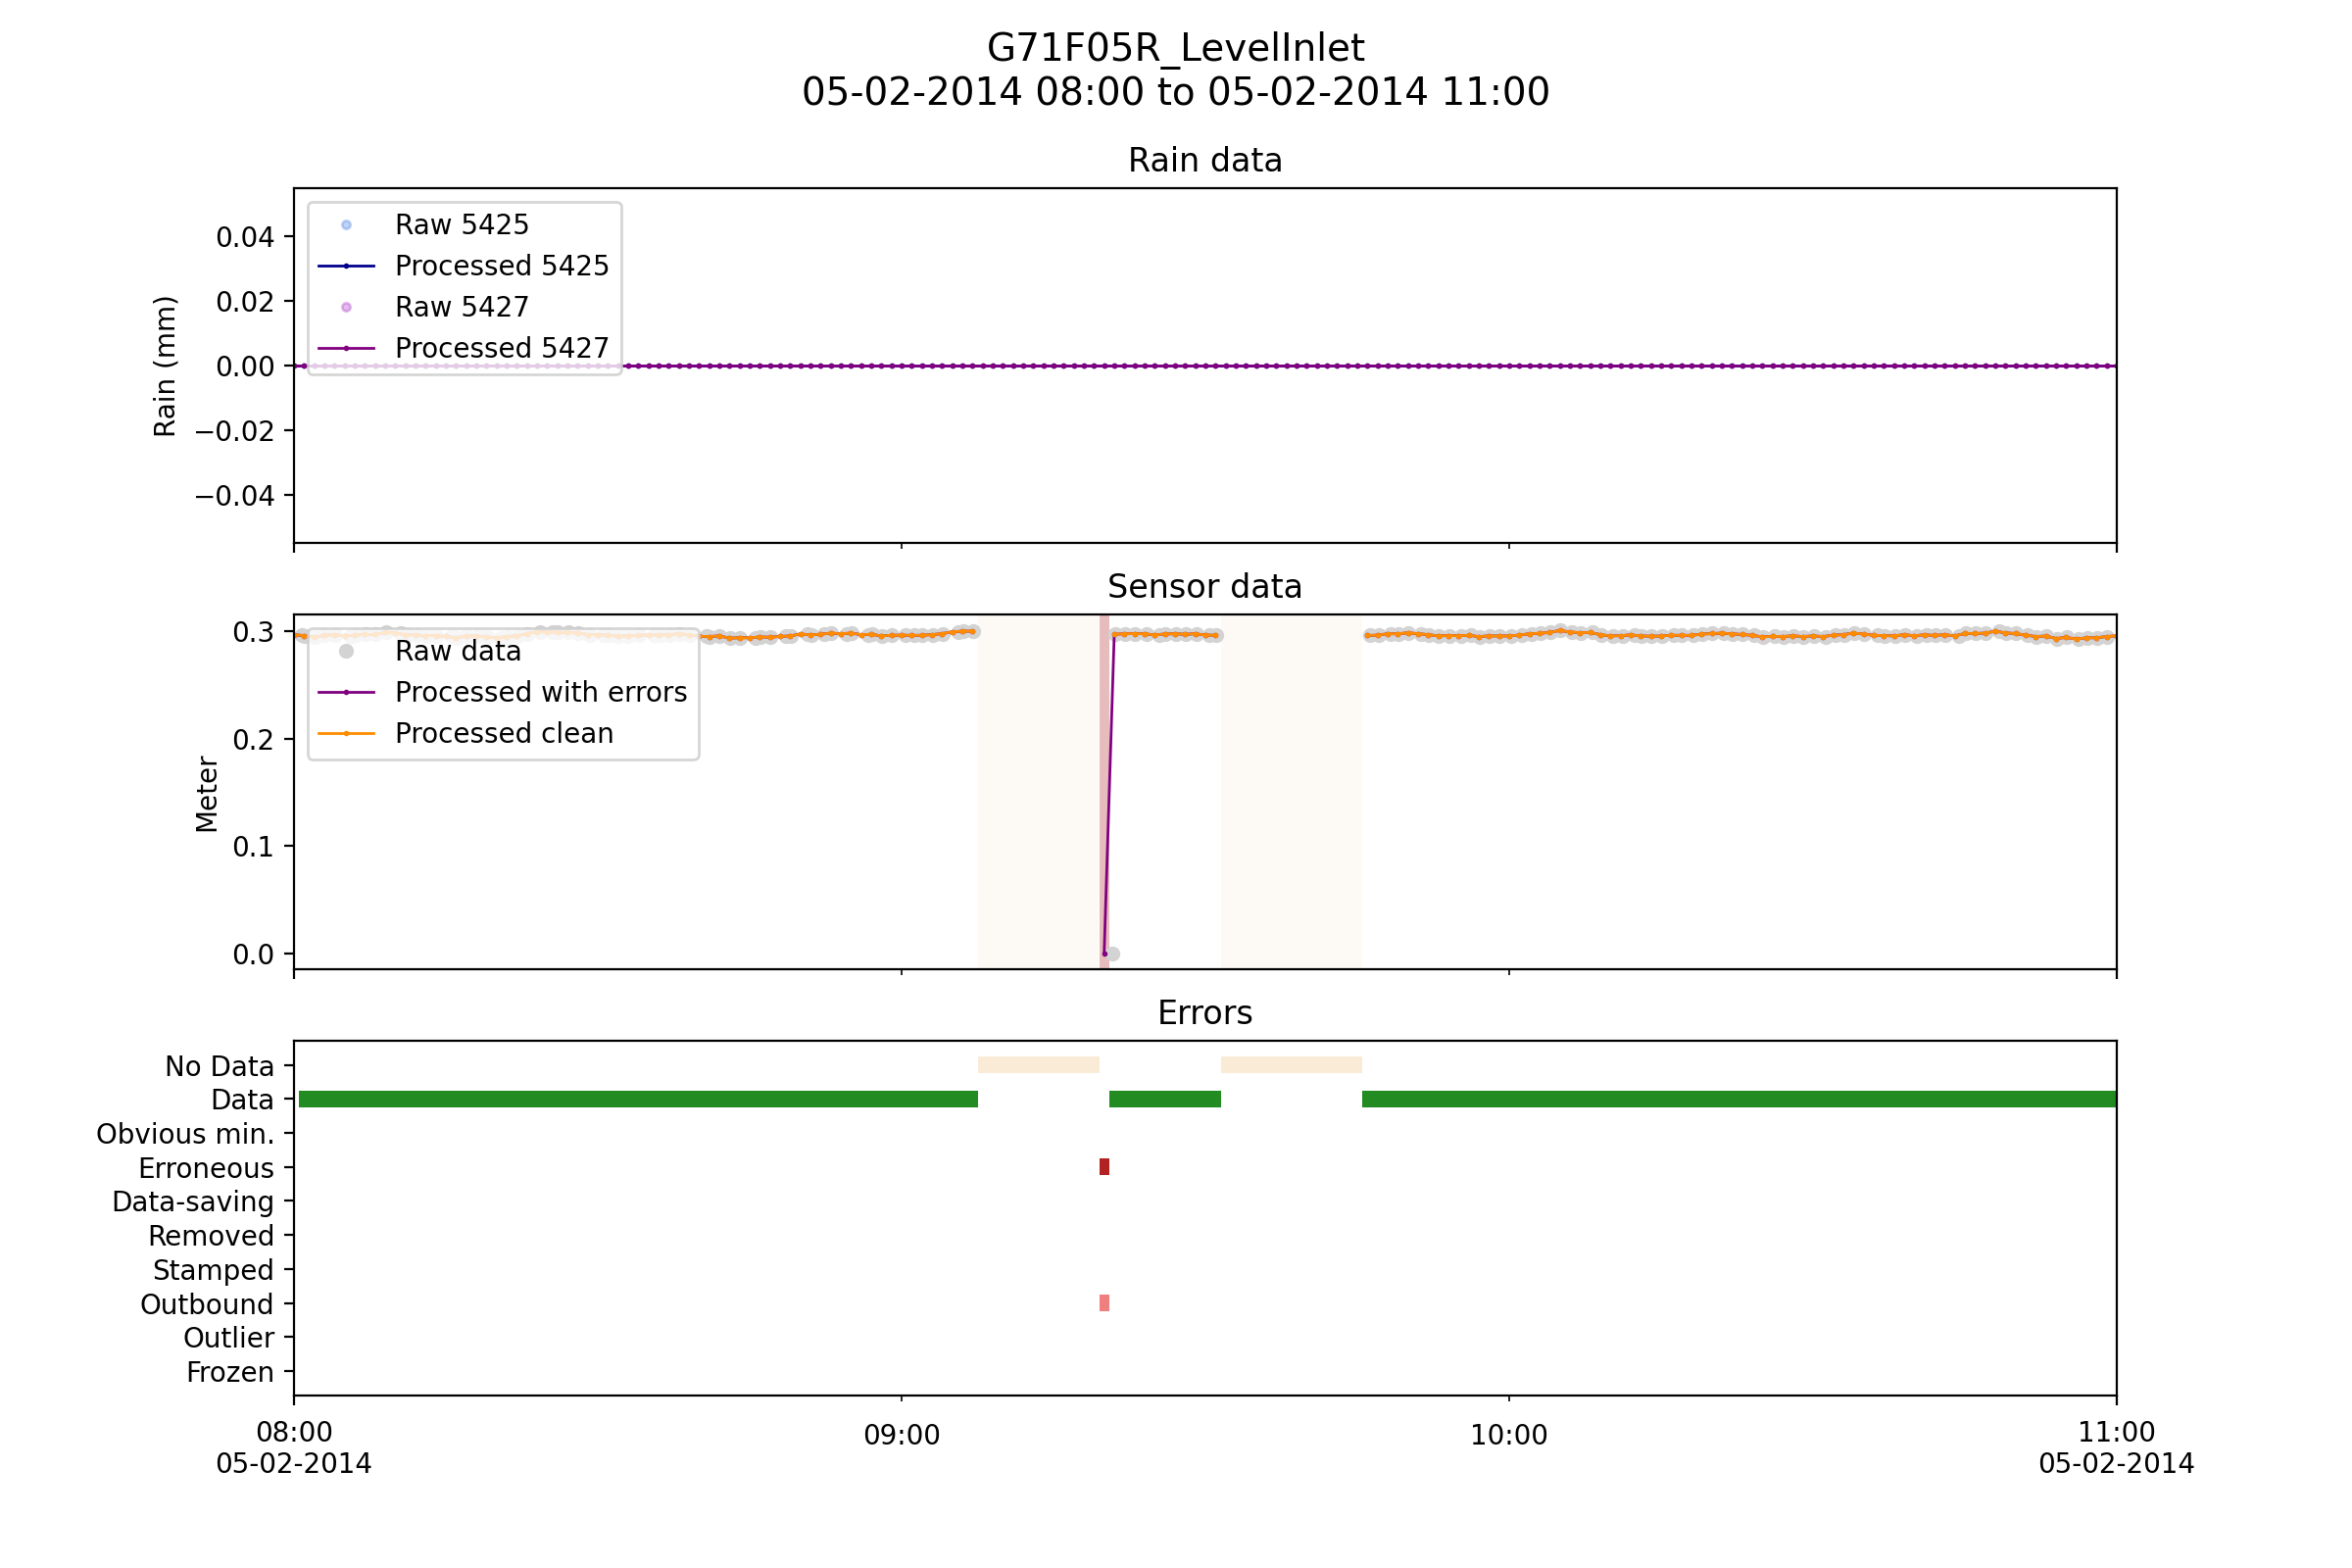 G71F05R_LevelInlet
05-02-2014 08:00 to 05-02-2014 11:00
Rain data
Raw 5425
Processed 5425
Raw 5427
Processed 5427
Rain (mm)
0.04
0.02
0.00
−0.02
−0.04
Sensor data
Raw data
Processed with errors
Processed clean
Meter
0.3
0.2
0.1
0.0
Errors
No Data
Data
Obvious min.
Erroneous
Data-saving
Removed
Stamped
Outbound
Outlier
Frozen
08:00
05-02-2014
09:00
10:00
11:00
05-02-2014